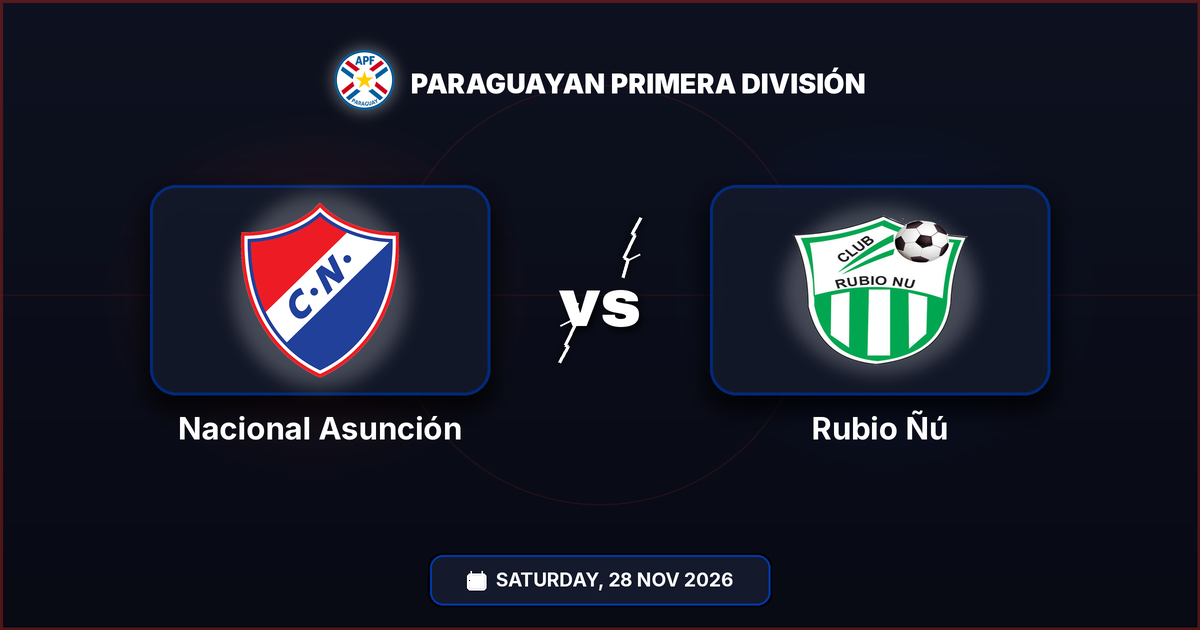 APF
PARAGUAY
PARAGUAYAN PRIMERA DIVISIÓN
C·N·
VS
CLUB
RUBIO NU
Nacional Asunción
Rubio Ñú
SATURDAY, 28 NOV 2026